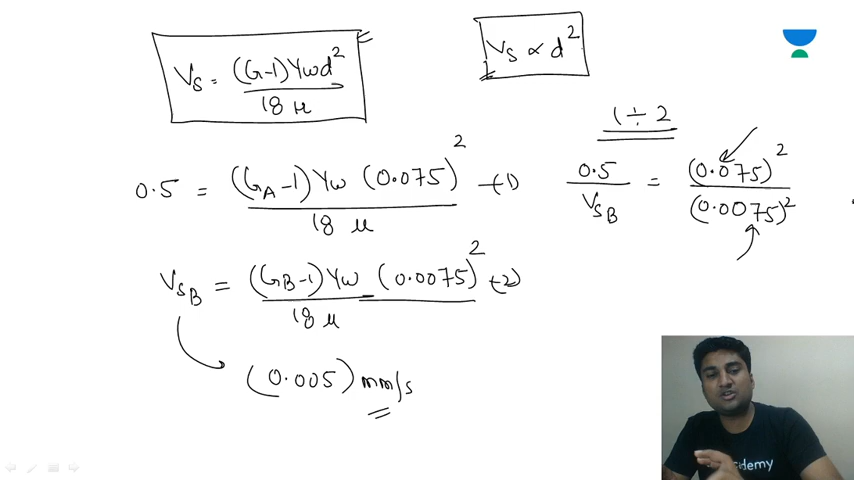 Vs = (G-1)γwd² / 18 μ
Vs ∝ d²
1 ÷ 2
0.5 = (GA-1)γw (0.075)² / 18 μ -(1)
0.5 / VsB = (0.075)² / (0.0075)²
VsB = (GB-1)γw (0.0075)² / 18 μ -(2)
(0.005) mm/s
ademy